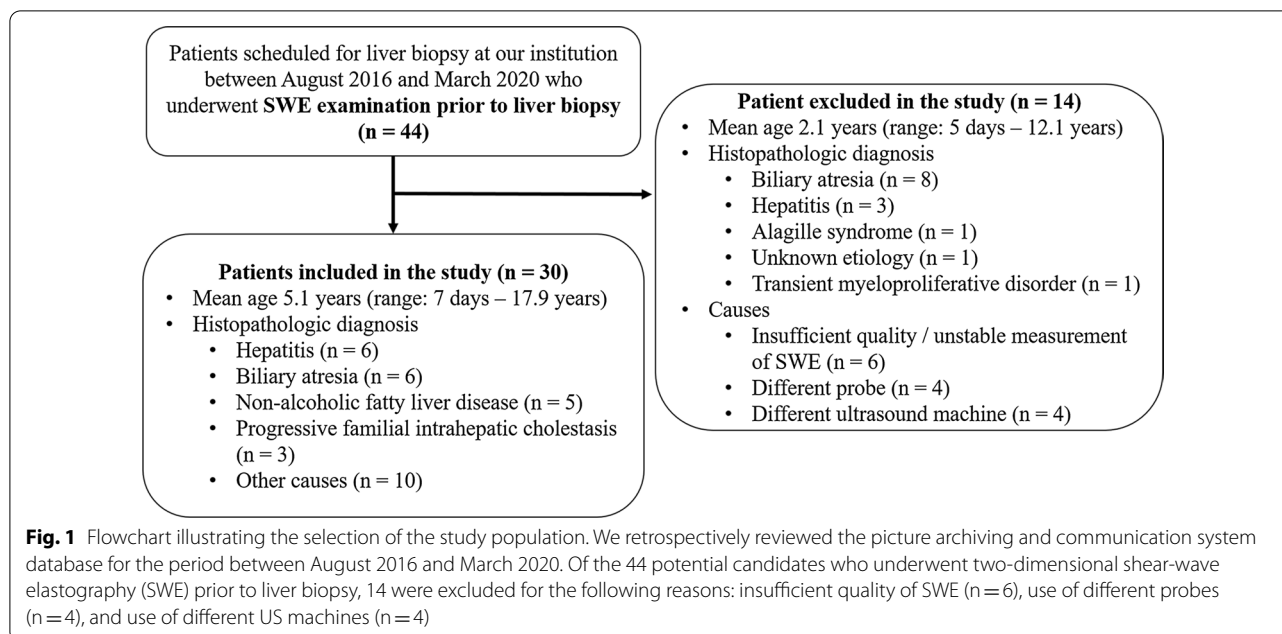 Patients scheduled for liver biopsy at our institution
between August 2016 and March 2020 who
underwent SWE examination prior to liver biopsy
(n = 44)
Patient excluded in the study (n = 14)
• Mean age 2.1 years (range: 5 days – 12.1 years)
• Histopathologic diagnosis
• Biliary atresia (n = 8)
• Hepatitis (n = 3)
• Alagille syndrome (n = 1)
• Unknown etiology (n = 1)
• Transient myeloproliferative disorder (n = 1)
• Causes
• Insufficient quality / unstable measurement
of SWE (n = 6)
• Different probe (n = 4)
• Different ultrasound machine (n = 4)
Patients included in the study (n = 30)
• Mean age 5.1 years (range: 7 days – 17.9 years)
• Histopathologic diagnosis
• Hepatitis (n = 6)
• Biliary atresia (n = 6)
• Non-alcoholic fatty liver disease (n = 5)
• Progressive familial intrahepatic cholestasis
(n = 3)
• Other causes (n = 10)
Fig. 1 Flowchart illustrating the selection of the study population. We retrospectively reviewed the picture archiving and communication system
database for the period between August 2016 and March 2020. Of the 44 potential candidates who underwent two-dimensional shear-wave
elastography (SWE) prior to liver biopsy, 14 were excluded for the following reasons: insufficient quality of SWE (n = 6), use of different probes
(n = 4), and use of different US machines (n = 4)